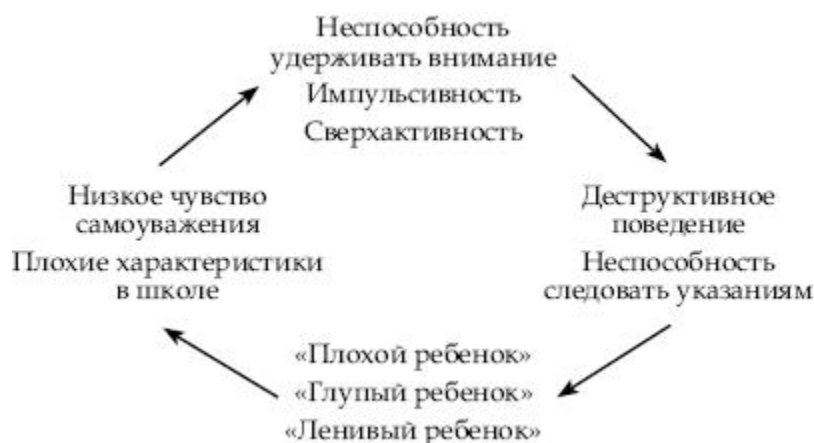 Неспособность
удерживать внимание
Импульсивность
Сверхактивность
Деструктивное
поведение
Неспособность
следовать указаниям
«Плохой ребенок»
«Глупый ребенок»
«Ленивый ребенок»
Низкое чувство
самоуважения
Плохие характеристики
в школе